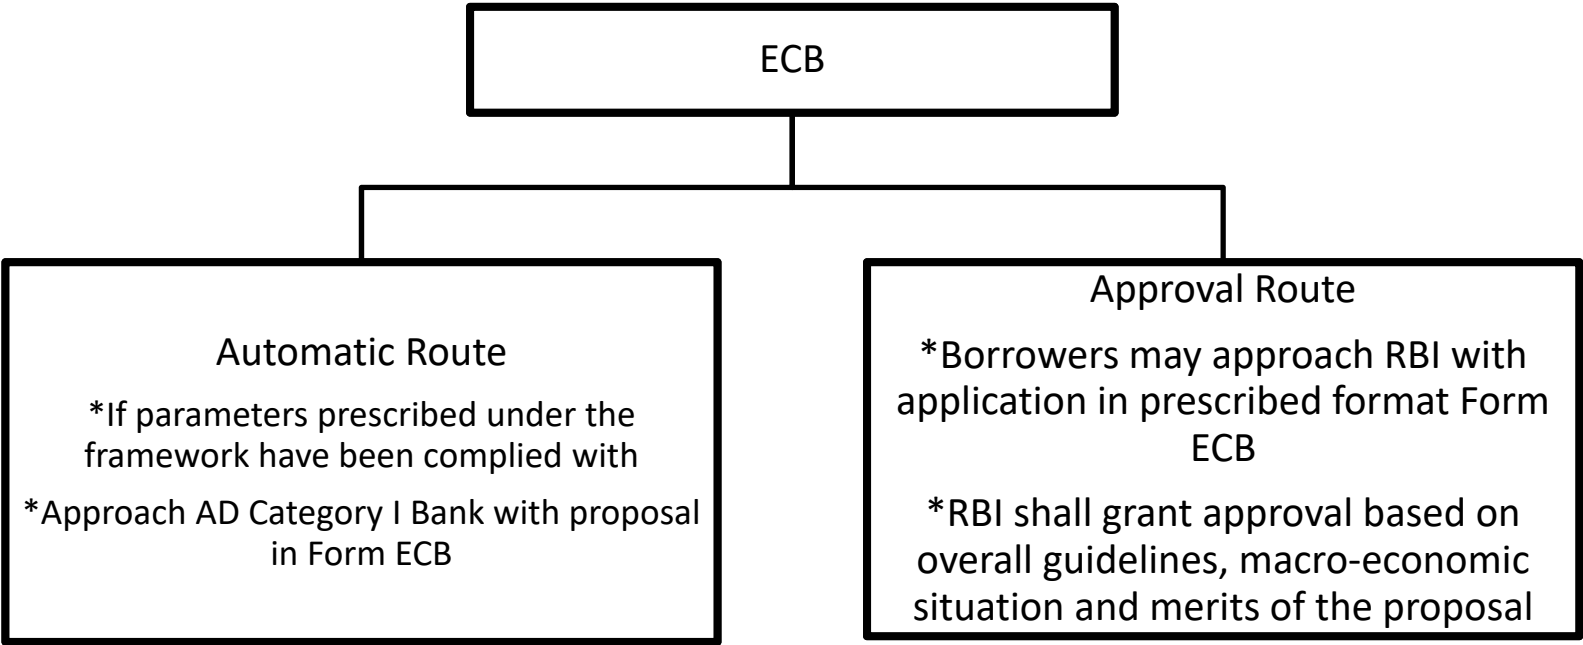 ECB
Automatic Route
*If parameters prescribed under the
framework have been complied with
*Approach AD Category I Bank with proposal
in Form ECB
Approval Route
*Borrowers may approach RBI with
application in prescribed format Form
ECB
*RBI shall grant approval based on
overall guidelines, macro-economic
situation and merits of the proposal